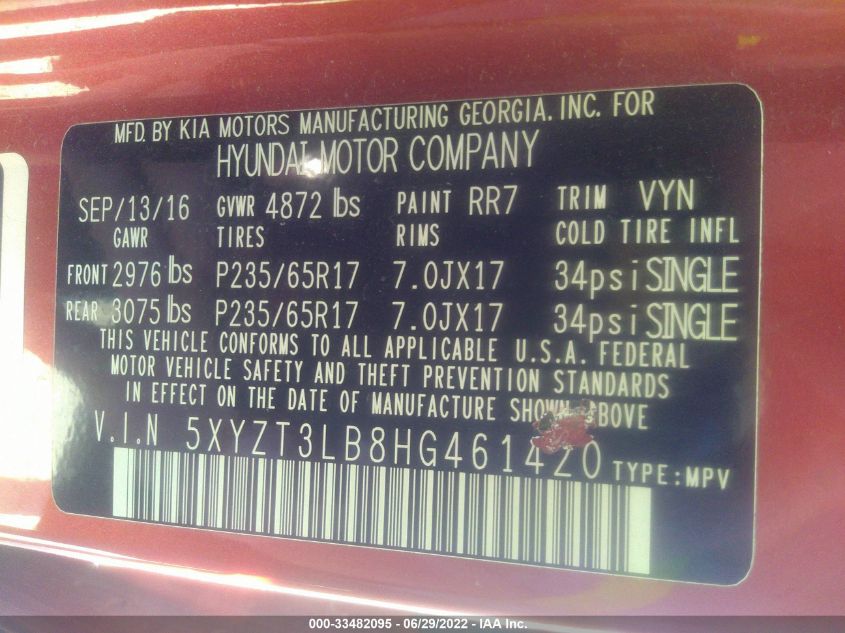 MFD. BY KIA MOTORS MANUFACTURING GEORGIA. INC. FOR
HYUNDAI MOTOR COMPANY
SEP/13/16 GVWR 4872 lbs PAINT RR7 TRIM VYN
GAWR TIRES RIMS COLD TIRE INFL
FRONT 2976 lbs P235/65R17 7.0JX17 34psi SINGLE
REAR 3075 lbs P235/65R17 7.0JX17 34psi SINGLE
THIS VEHICLE CONFORMS TO ALL APPLICABLE U.S.A. FEDERAL
MOTOR VEHICLE SAFETY AND THEFT PREVENTION STANDARDS
IN EFFECT ON THE DATE OF MANUFACTURE SHOWN ABOVE
V.I.N 5XYZT3LB8HG461420 TYPE:MPV
000-33482095 - 06/29/2022 - IAA Inc.